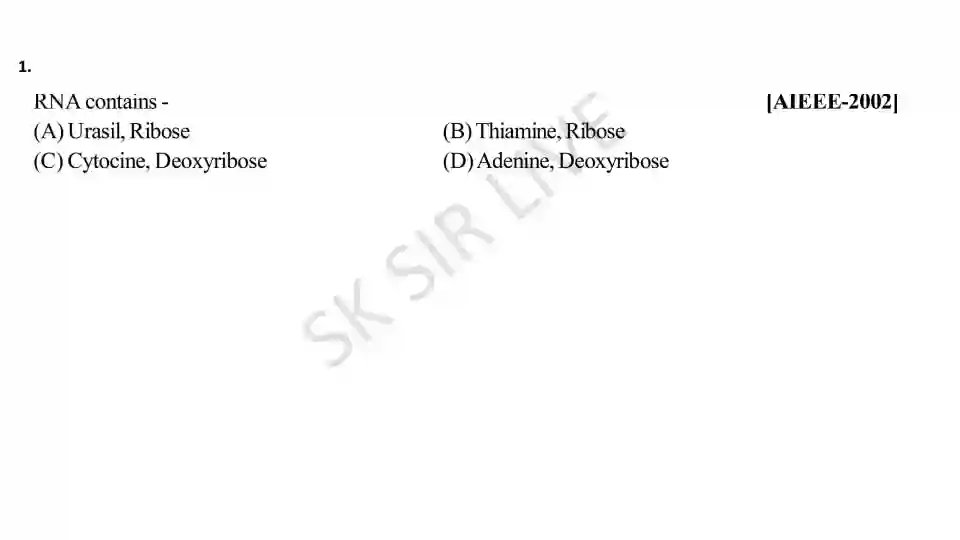 1.
RNA contains - [AIEEE-2002]
(A) Urasil, Ribose (B) Thiamine, Ribose
(C) Cytocine, Deoxyribose (D) Adenine, Deoxyribose
SK SIR LIVE